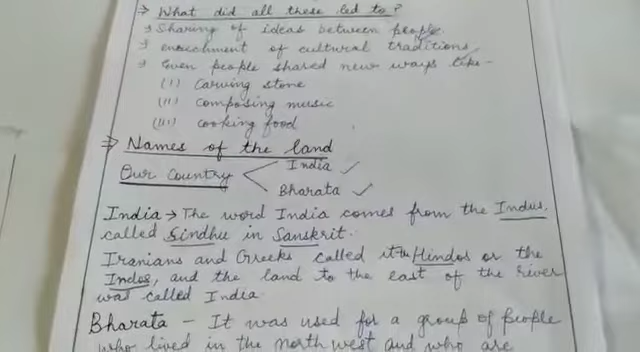 ⇒ What did all these led to?
→ Sharing of ideas between people
→ enrichment of cultural traditions
→ Even people shared new ways like -
(i) Carving stone
(ii) composing music
(iii) cooking food
⇒ Names of the land
Our Country < India ✓
Bharata ✓
India → The word India comes from the Indus,
called Sindhu in Sanskrit.
Iranians and Greeks called it the Hindos or the
Indos, and the land to the east of the river
was called India.
Bharata - It was used for a group of people
who lived in the north west and who are